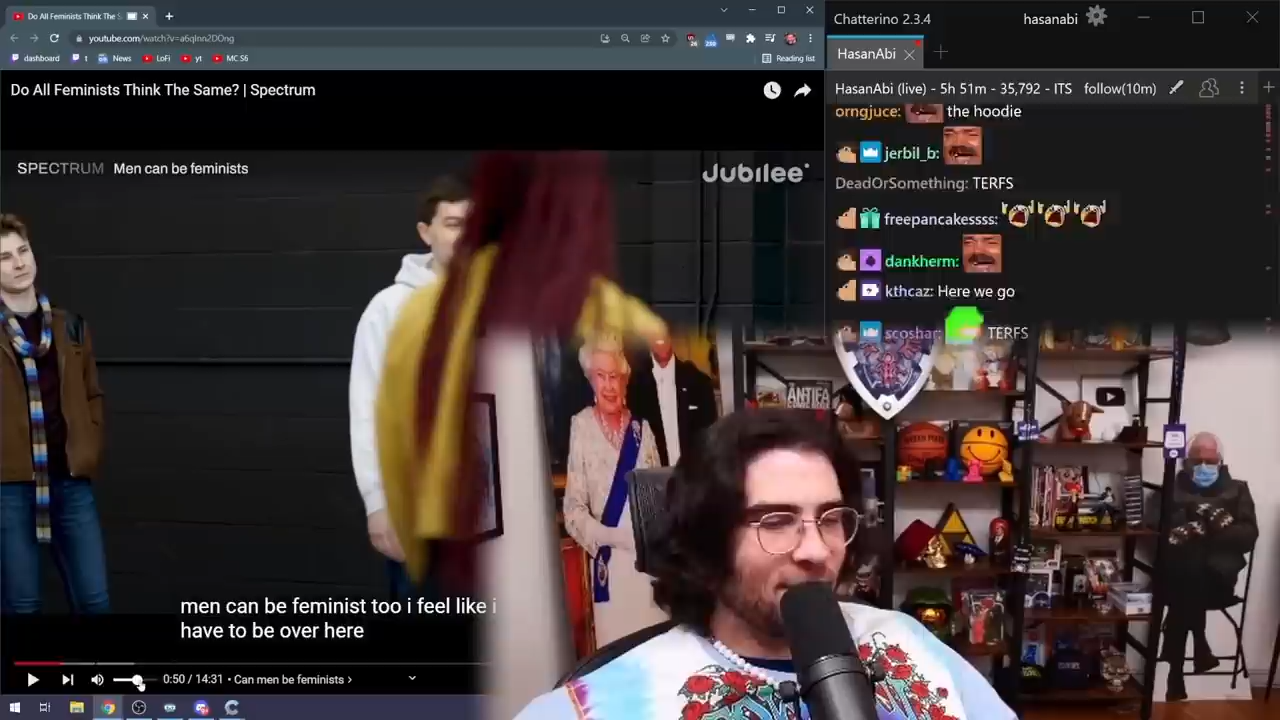 Do All Feminists Think The S
youtube.com/watch?v=a6qInn2DOng
dashboard
t
News
LoFi
yt
MC S6
Reading list
Do All Feminists Think The Same? | Spectrum
SPECTRUM Men can be feminists
Jubilee
men can be feminist too i feel like i
have to be over here
0:50 / 14:31 • Can men be feminists >
Chatterino 2.3.4
hasanabi
HasanAbi
HasanAbi (live) - 5h 51m - 35,792 - ITS
follow(10m)
orngjuce: the hoodie
jerbil_b:
DeadOrSomething: TERFS
freepancakessss:
dankherm:
kthcaz: Here we go
scoshar: TERFS
ANTIFA